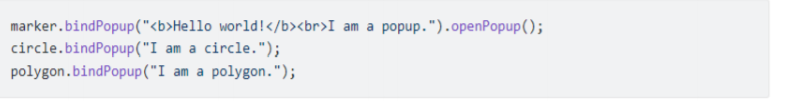 marker.bindPopup("<b>Hello world!</b><br>I am a popup.").openPopup();
circle.bindPopup("I am a circle.");
polygon.bindPopup("I am a polygon.");